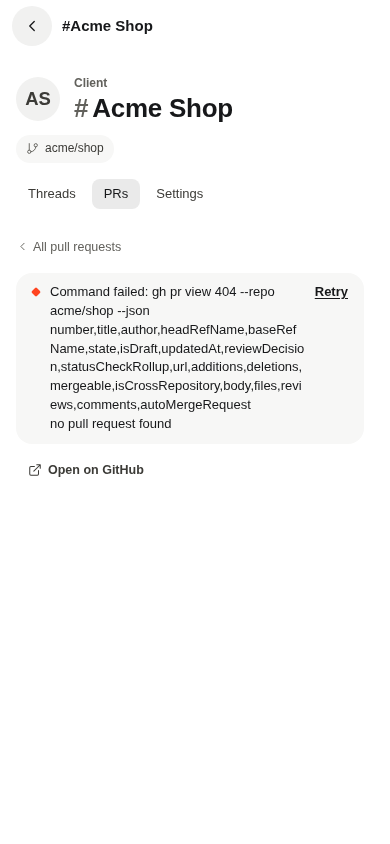 #Acme Shop
AS
Client
# Acme Shop
acme/shop
Threads
PRs
Settings
All pull requests
Command failed: gh pr view 404 --repo
acme/shop --json
number,title,author,headRefName,baseRef
Name,state,isDraft,updatedAt,reviewDecisio
n,statusCheckRollup,url,additions,deletions,
mergeable,isCrossRepository,body,files,revi
ews,comments,autoMergeRequest
no pull request found
Retry
Open on GitHub